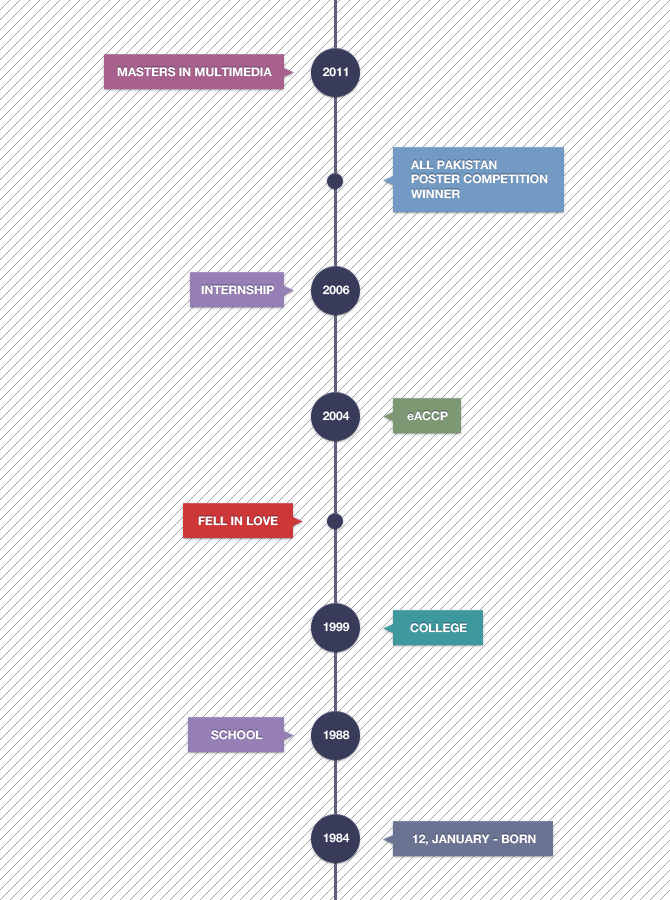 MASTERS IN MULTIMEDIA
2011
ALL PAKISTAN
POSTER COMPETITION
WINNER
INTERNSHIP
2006
2004
eACCP
FELL IN LOVE
1999
COLLEGE
SCHOOL
1988
1984
12, JANUARY - BORN